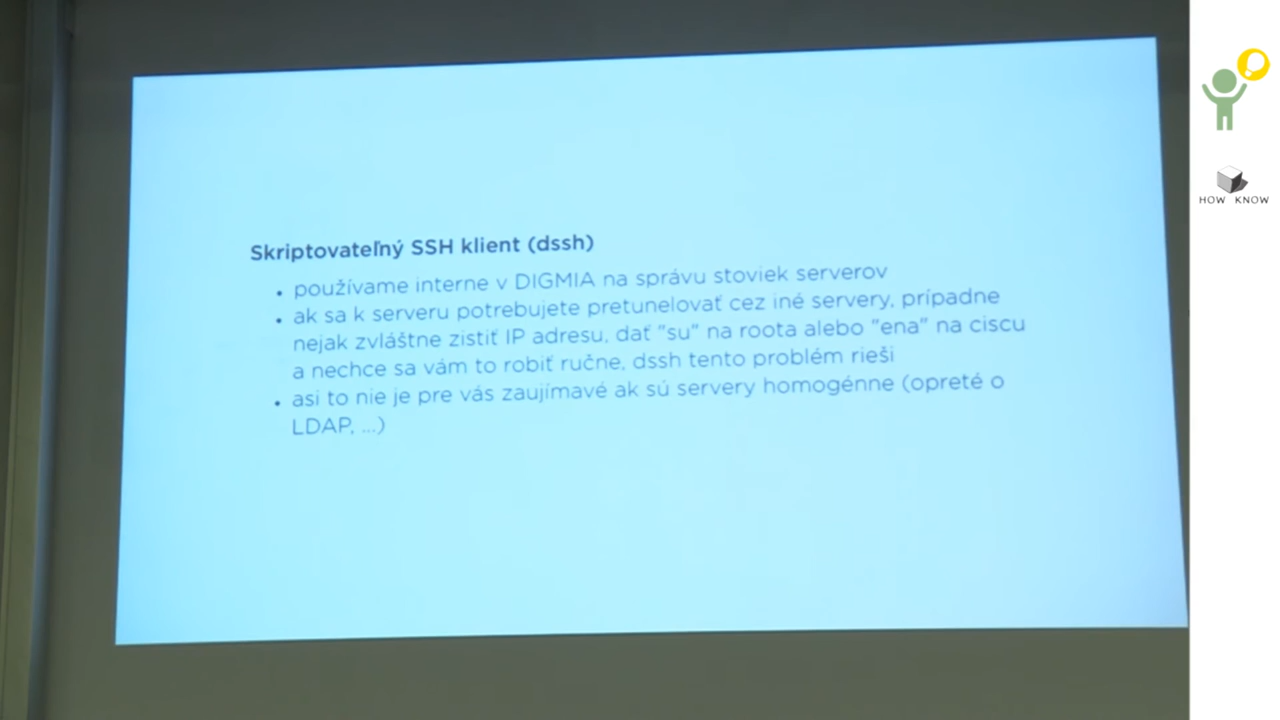 Skriptovateľný SSH klient (dssh)
• používame interne v DIGMIA na správu stoviek serverov
• ak sa k serveru potrebujete pretunelovať cez iné servery, prípadne
nejak zvláštne zistiť IP adresu, dať "su" na roota alebo "ena" na ciscu
a nechce sa vám to robiť ručne, dssh tento problém rieši
• asi to nie je pre vás zaujímavé ak sú servery homogénne (opreté o
LDAP, ...)
HOW KNOW